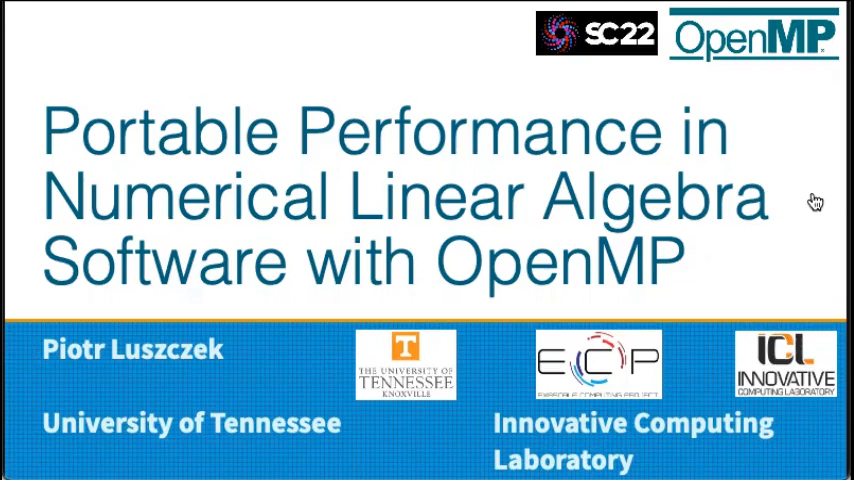 SC22
OpenMP
Portable Performance in
Numerical Linear Algebra
Software with OpenMP
Piotr Luszczek
T
THE UNIVERSITY OF
TENNESSEE
KNOXVILLE
ECP
EXASCALE COMPUTING PROJECT
ICL
INNOVATIVE
COMPUTING LABORATORY
University of Tennessee
Innovative Computing
Laboratory